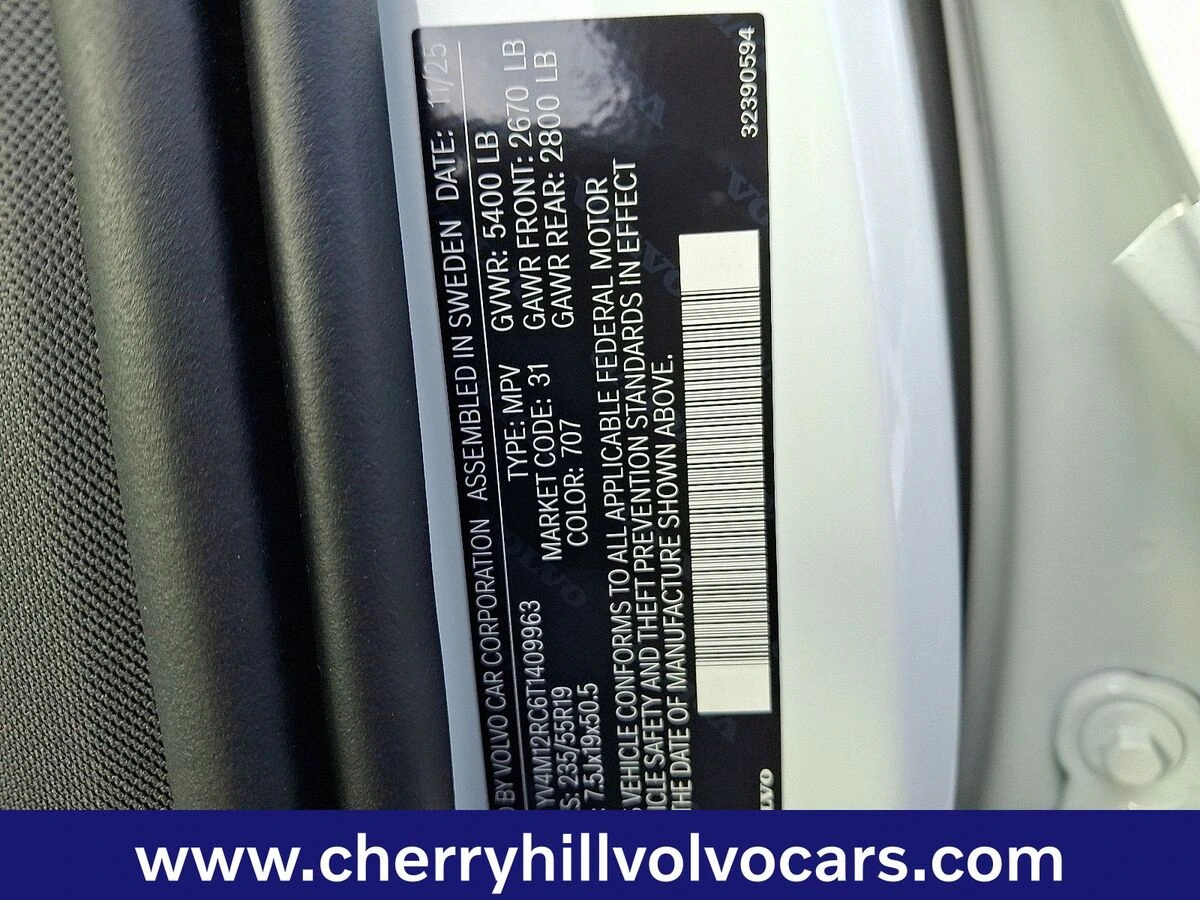 D BY VOLVO CAR CORPORATION ASSEMBLED IN SWEDEN DATE: 11/25
YV4M12RC6T1409963 TYPE: MPV GVWR: 5400 LB
S: 235/55R19 MARKET CODE: 31 GAWR FRONT: 2670 LB
: 7.5Jx19x50.5 COLOR: 707 GAWR REAR: 2800 LB
S VEHICLE CONFORMS TO ALL APPLICABLE FEDERAL MOTOR
ICLE SAFETY AND THEFT PREVENTION STANDARDS IN EFFECT
THE DATE OF MANUFACTURE SHOWN ABOVE.
VOLVO 32390594
www.cherryhillvolvocars.com